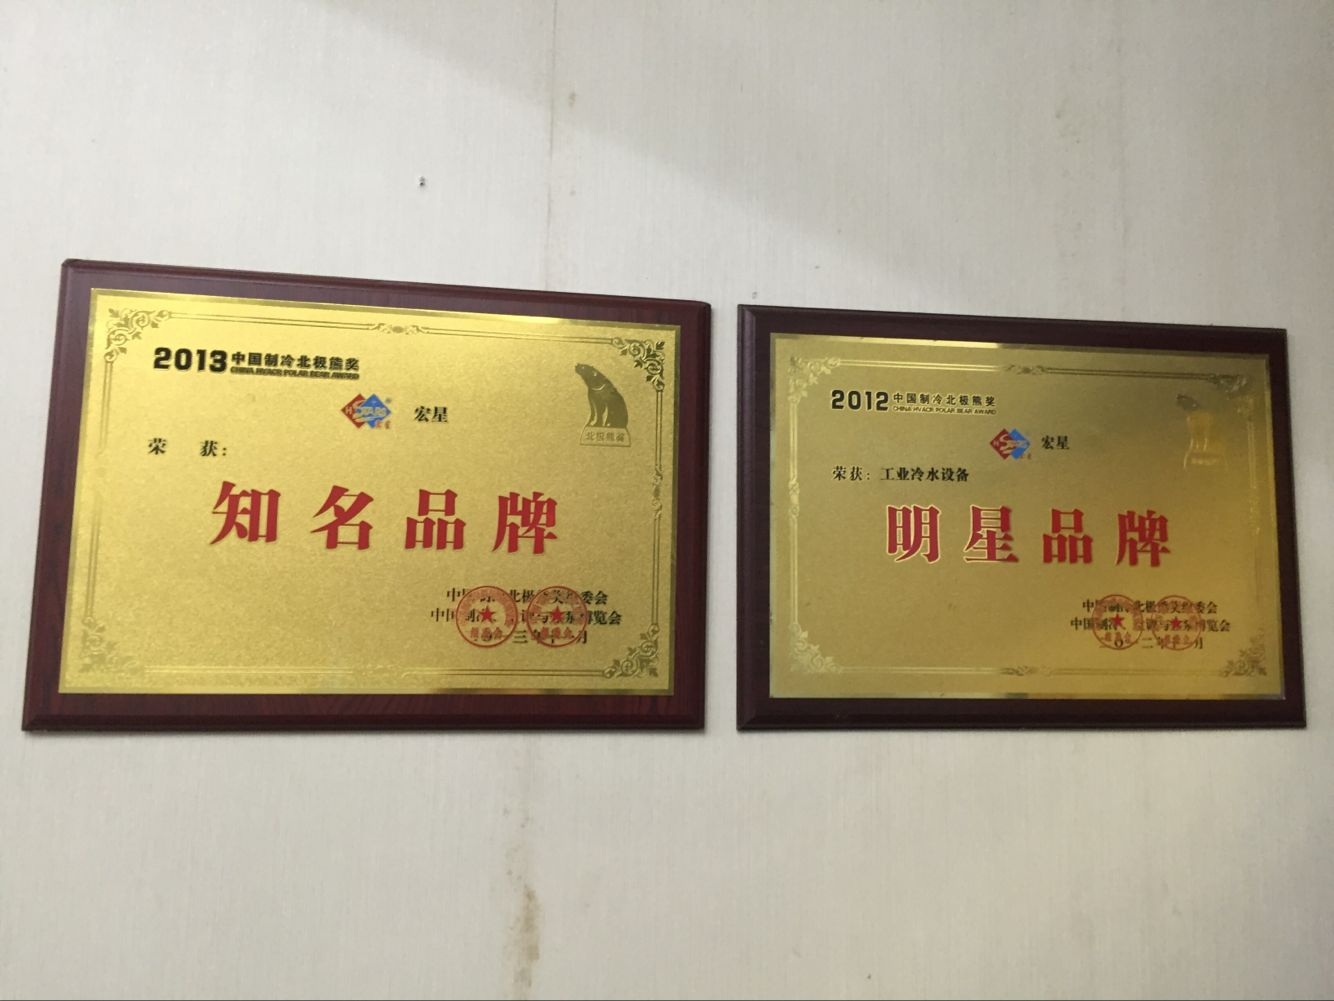 2013中国制冷北极熊奖
CHINA HVACR POLAR BEAR AWARD
宏星
荣 获：
知名品牌
北极熊奖
2012中国制冷北极熊奖
CHINA HVACR POLAR BEAR AWARD
宏星
荣获：工业冷水设备
明星品牌